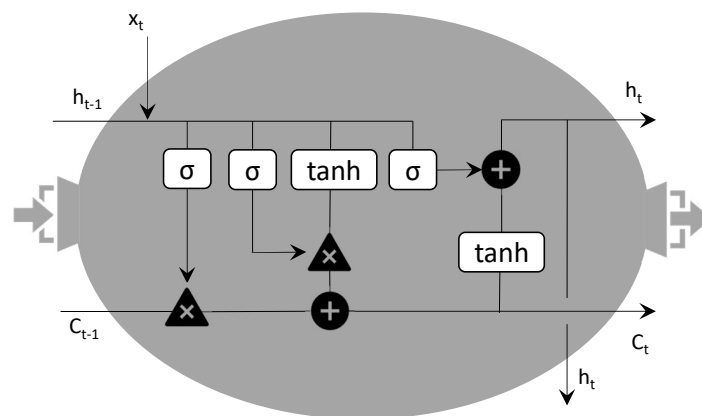 xₜ
hₜ₋₁ hₜ
σ σ tanh σ +
tanh
×
× +
Cₜ₋₁ Cₜ
hₜ